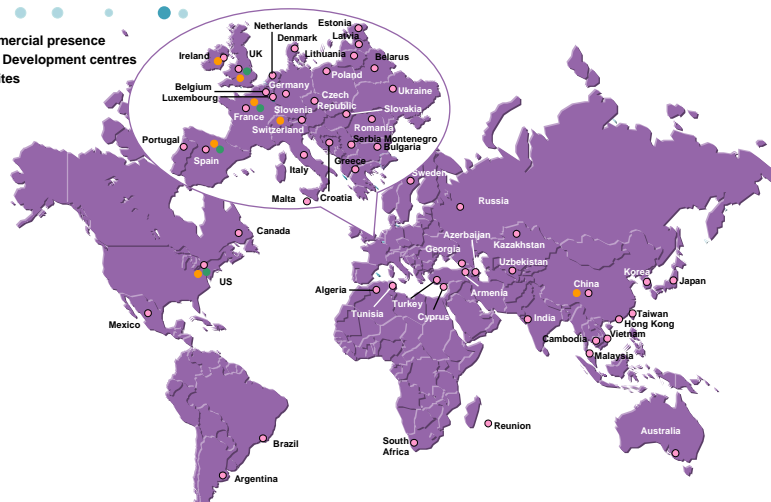 mercial presence
Development centres
ites
Netherlands
Denmark
Estonia
Latvia
Lithuania
Belarus
Ireland
UK
Poland
Belgium
Germany
Ukraine
Luxembourg
Czech
Republic
Slovakia
France
Slovenia
Switzerland
Romania
Serbia Montenegro
Bulgaria
Portugal
Spain
Greece
Italy
Malta
Croatia
Sweden
Russia
Canada
Azerbaijan
Georgia
Kazakhstan
Uzbekistan
US
Algeria
Turkey
Armenia
China
Korea
Japan
Tunisia
Cyprus
India
Taiwan
Hong Kong
Mexico
Cambodia
Vietnam
Malaysia
Reunion
Australia
Brazil
South
Africa
Argentina